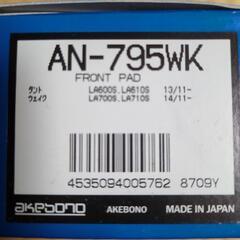 AN-795WK
FRONT PAD
タント LA600S.LA610S 13/11-
ウェイク LA700S.LA710S 14/11-
4535094005762 8709Y
akebono AKEBONO MADE IN JAPAN